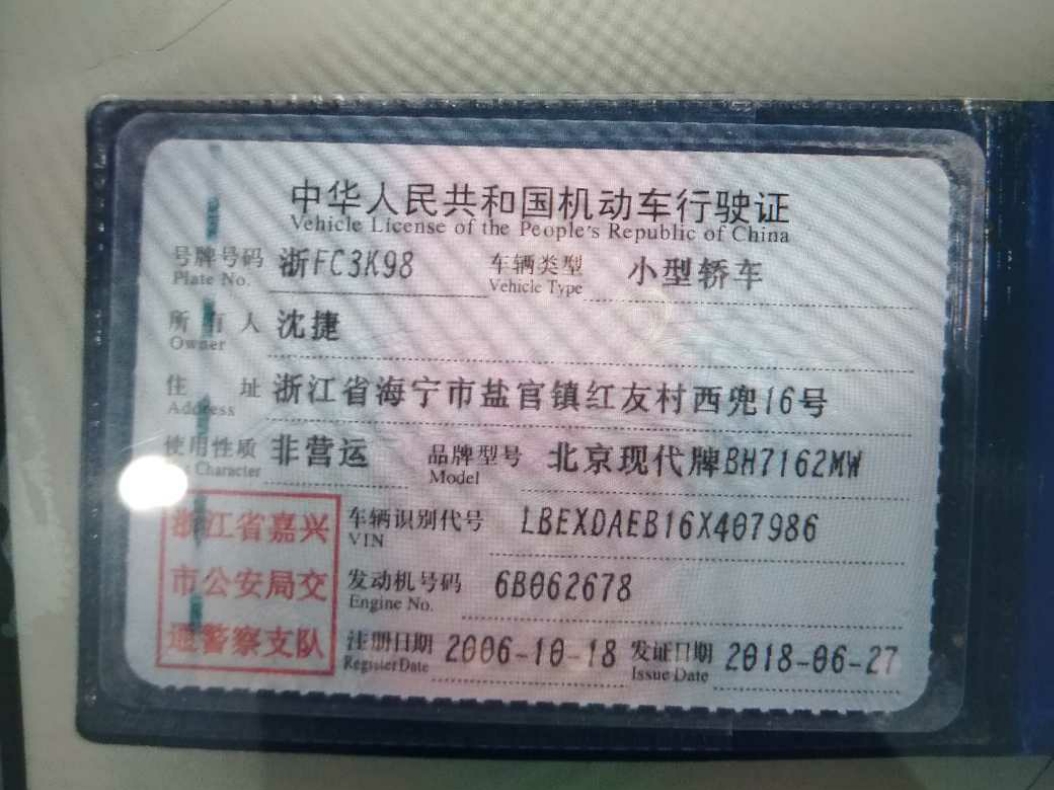 中华人民共和国机动车行驶证
Vehicle License of the People's Republic of China
号牌号码 浙FC3K98 车辆类型 小型轿车
Plate No. Vehicle Type
所有人 沈捷
Owner
住址 浙江省海宁市盐官镇红友村西兜16号
Address
使用性质 非营运 品牌型号 北京现代牌BH7162MW
Character Model
浙江省嘉兴 车辆识别代号 LBEXDAEB16X407986
VIN
市公安局交 发动机号码 6B062678
Engine No.
通警察支队 注册日期 2006-10-18 发证日期 2018-06-27
Register Date Issue Date